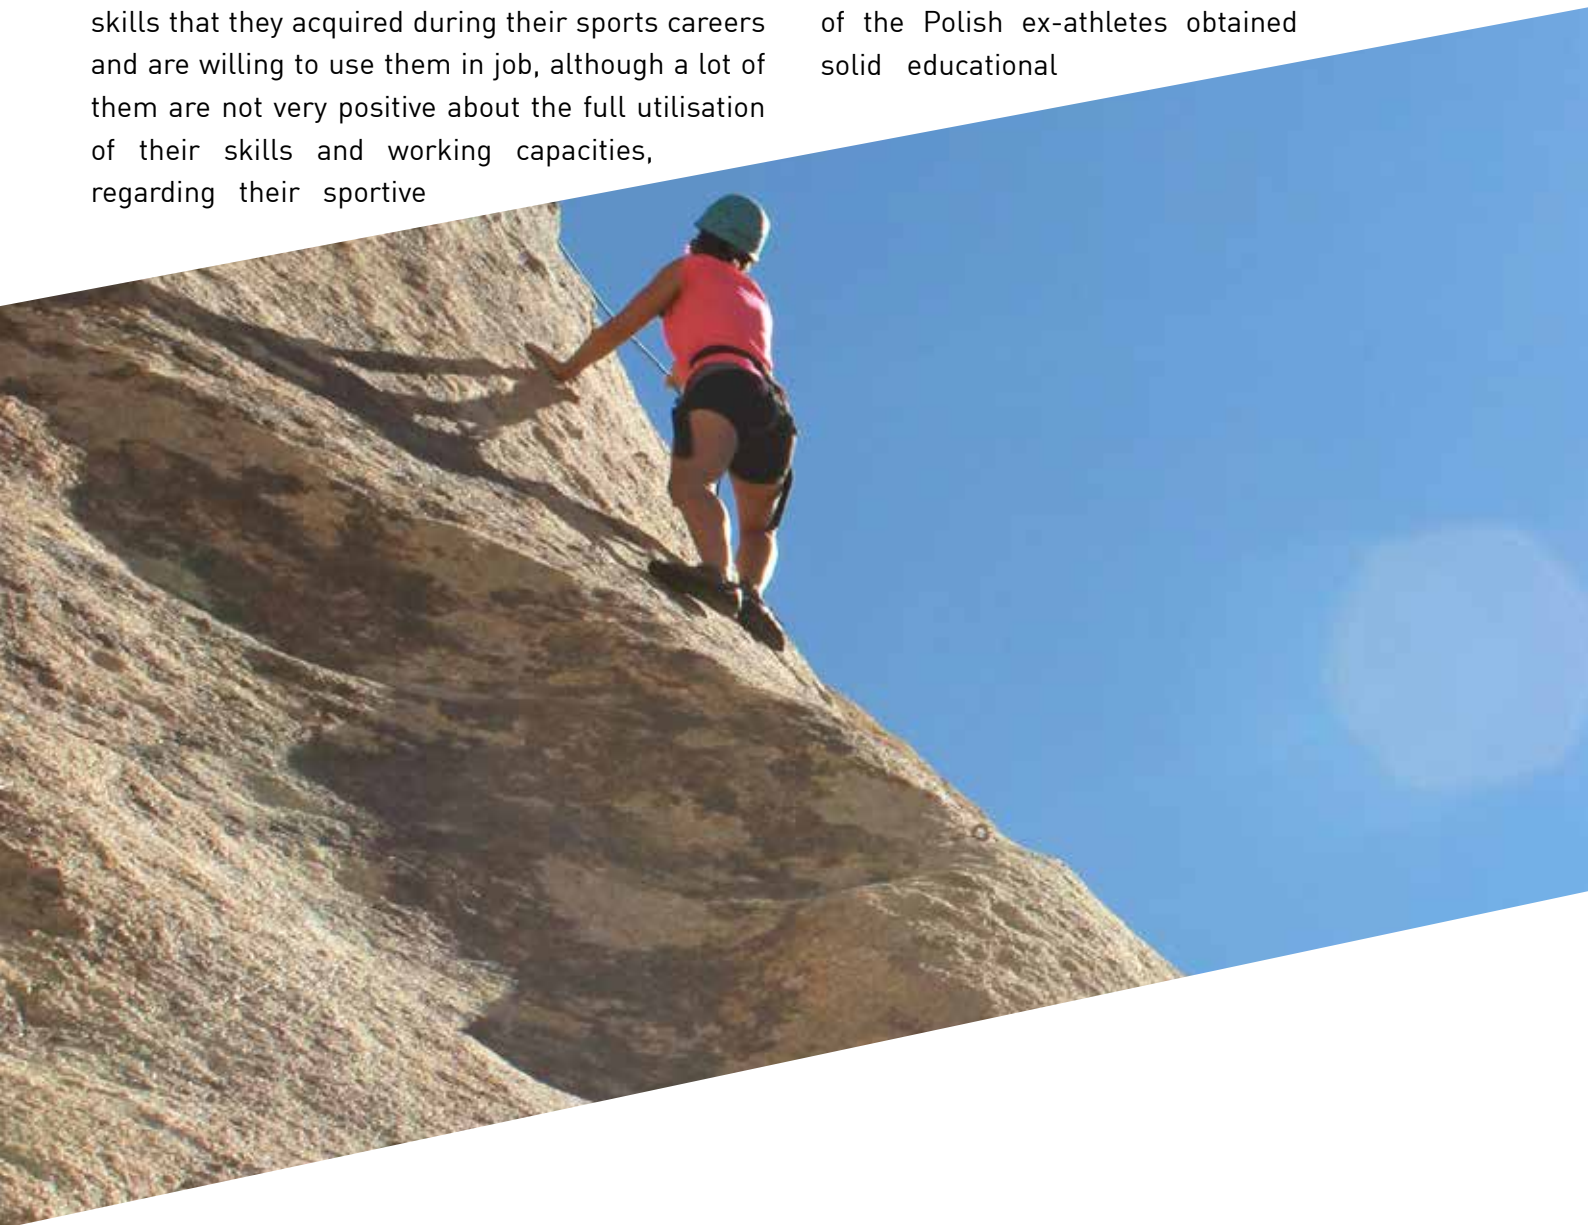 skills that they acquired during their sports careers
and are willing to use them in job, although a lot of
them are not very positive about the full utilisation
of their skills and working capacities,
regarding their sportive
of the Polish ex-athletes obtained
solid educational